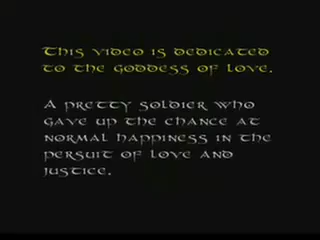 This video is dedicated
to the goddess of love.
A pretty soldier who
gave up the chance at
normal happiness in the
persuit of love and
justice.